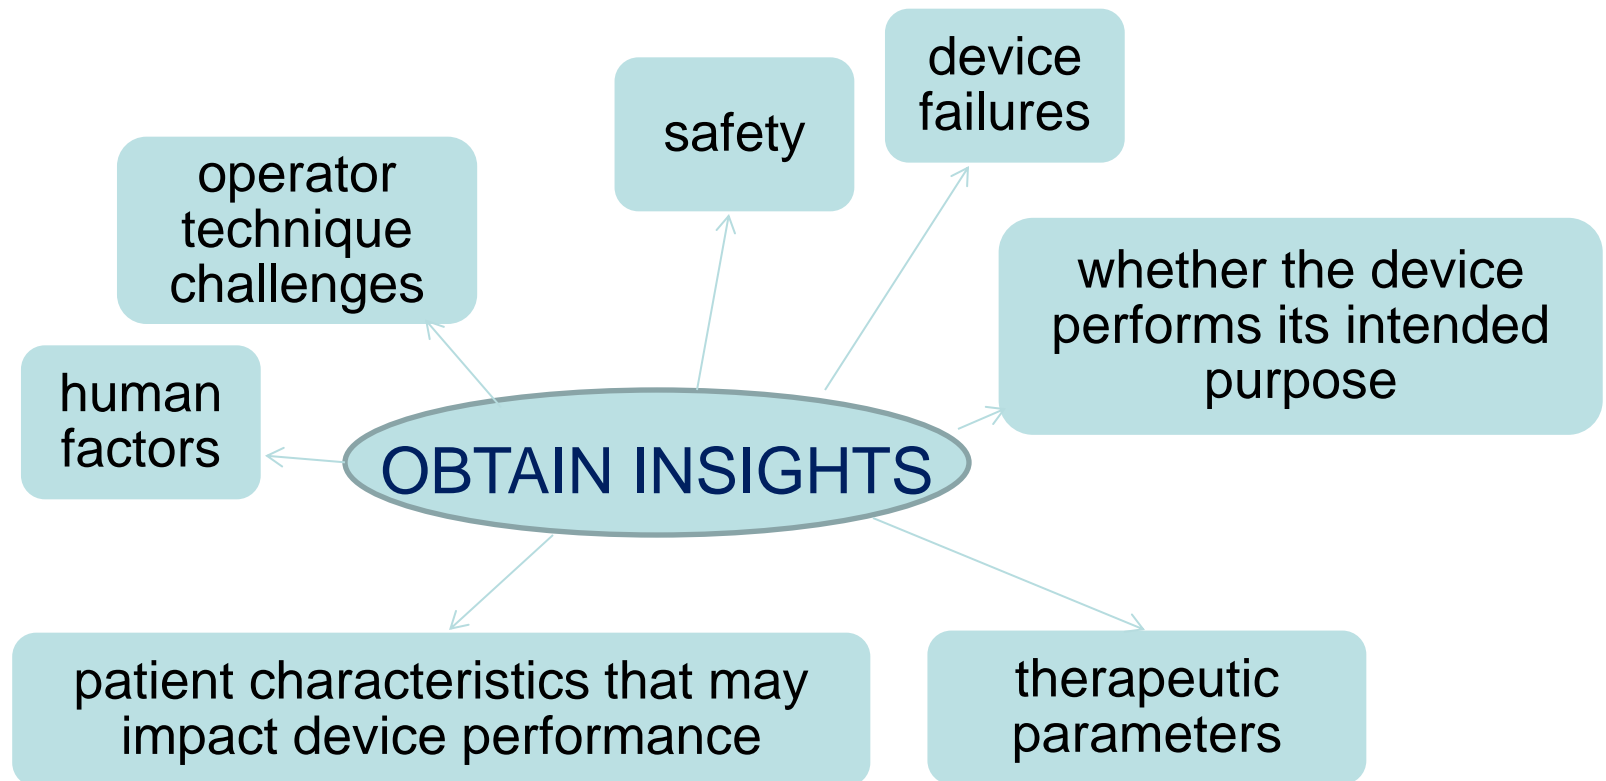 device
failures
safety
operator
technique
challenges
whether the device
performs its intended
purpose
human
factors
OBTAIN INSIGHTS
patient characteristics that may
impact device performance
therapeutic
parameters